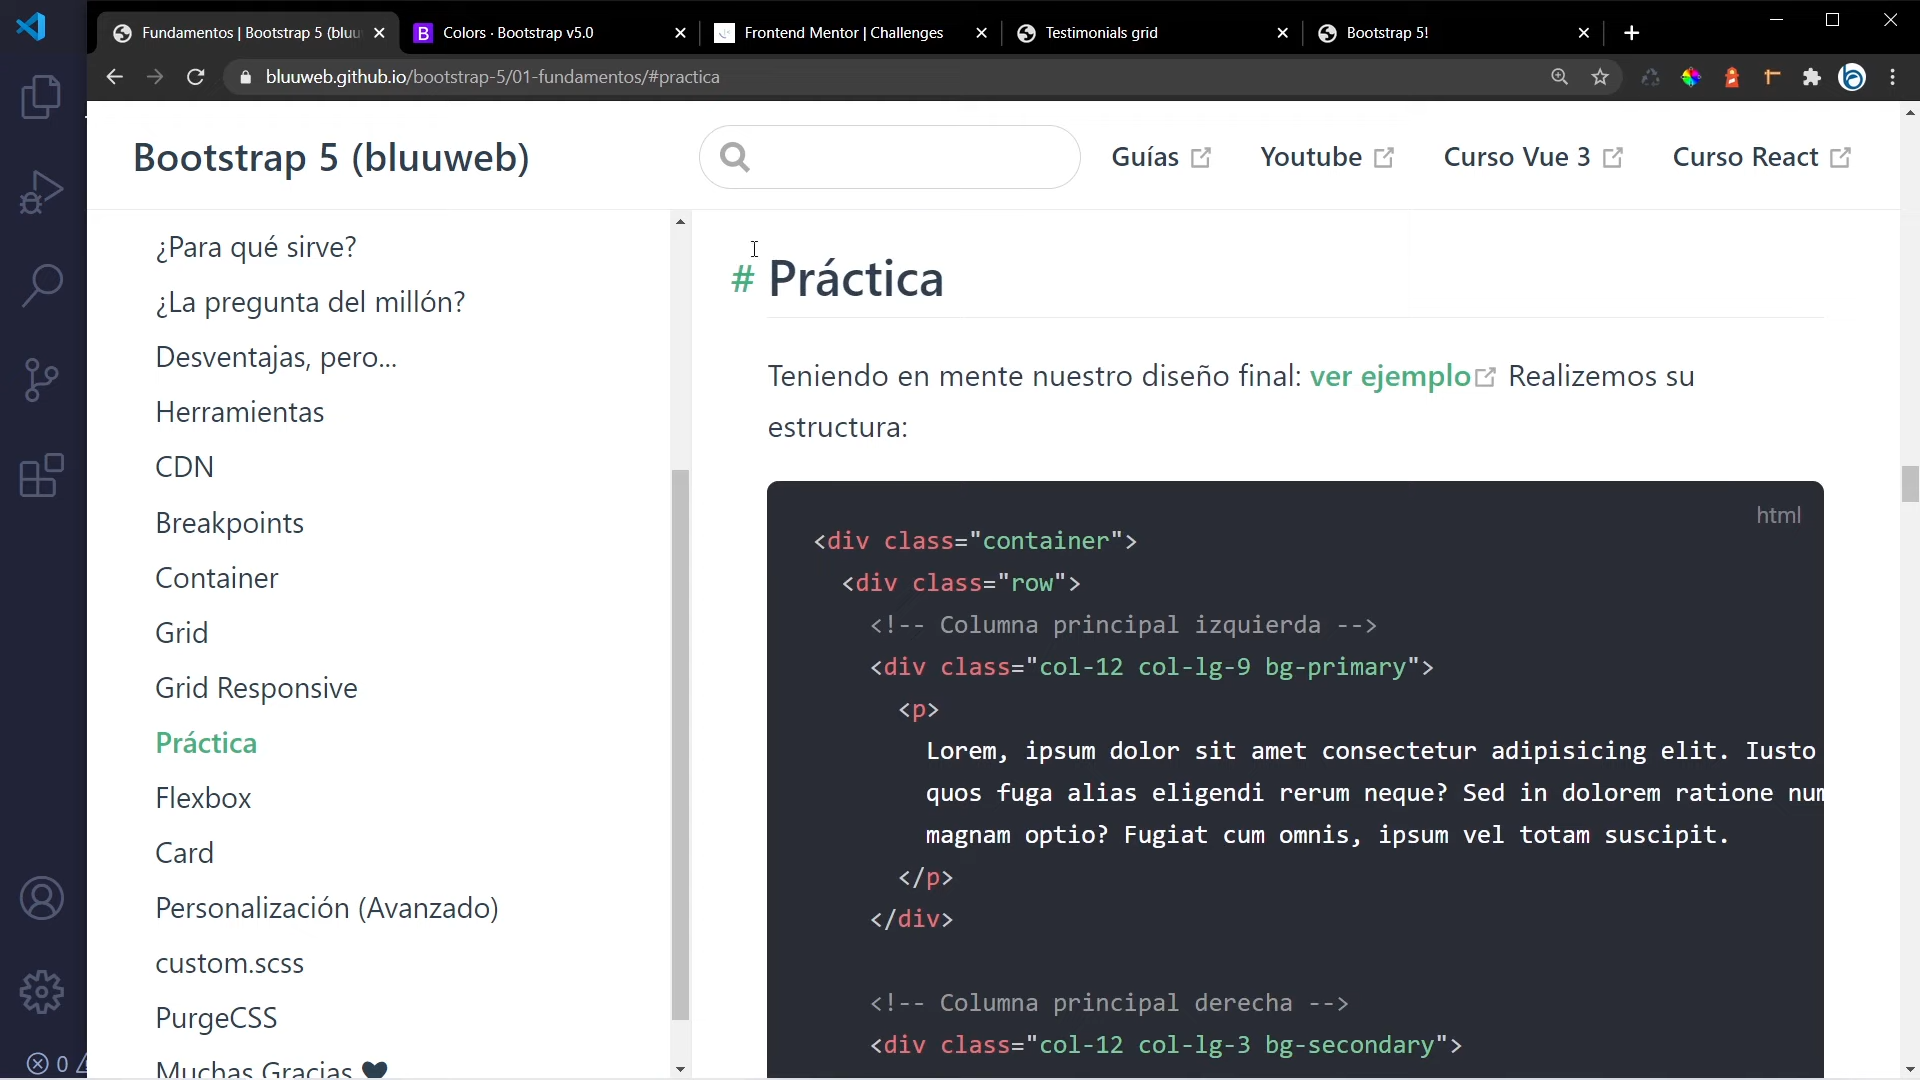 Fundamentos | Bootstrap 5 (bluu
Colors · Bootstrap v5.0
Frontend Mentor | Challenges
Testimonials grid
Bootstrap 5!
bluuweb.github.io/bootstrap-5/01-fundamentos/#practica
Bootstrap 5 (bluuweb)
Guías
Youtube
Curso Vue 3
Curso React
¿Para qué sirve?
¿La pregunta del millón?
Desventajas, pero...
Herramientas
CDN
Breakpoints
Container
Grid
Grid Responsive
Práctica
Flexbox
Card
Personalización (Avanzado)
custom.scss
PurgeCSS
Muchas Gracias ♥
# Práctica
Teniendo en mente nuestro diseño final: ver ejemplo Realizemos su
estructura:
html
<div class="container">
<div class="row">
<!-- Columna principal izquierda -->
<div class="col-12 col-lg-9 bg-primary">
<p>
Lorem, ipsum dolor sit amet consectetur adipisicing elit. Iusto
quos fuga alias eligendi rerum neque? Sed in dolorem ratione num
magnam optio? Fugiat cum omnis, ipsum vel totam suscipit.
</p>
</div>
<!-- Columna principal derecha -->
<div class="col-12 col-lg-3 bg-secondary">
0